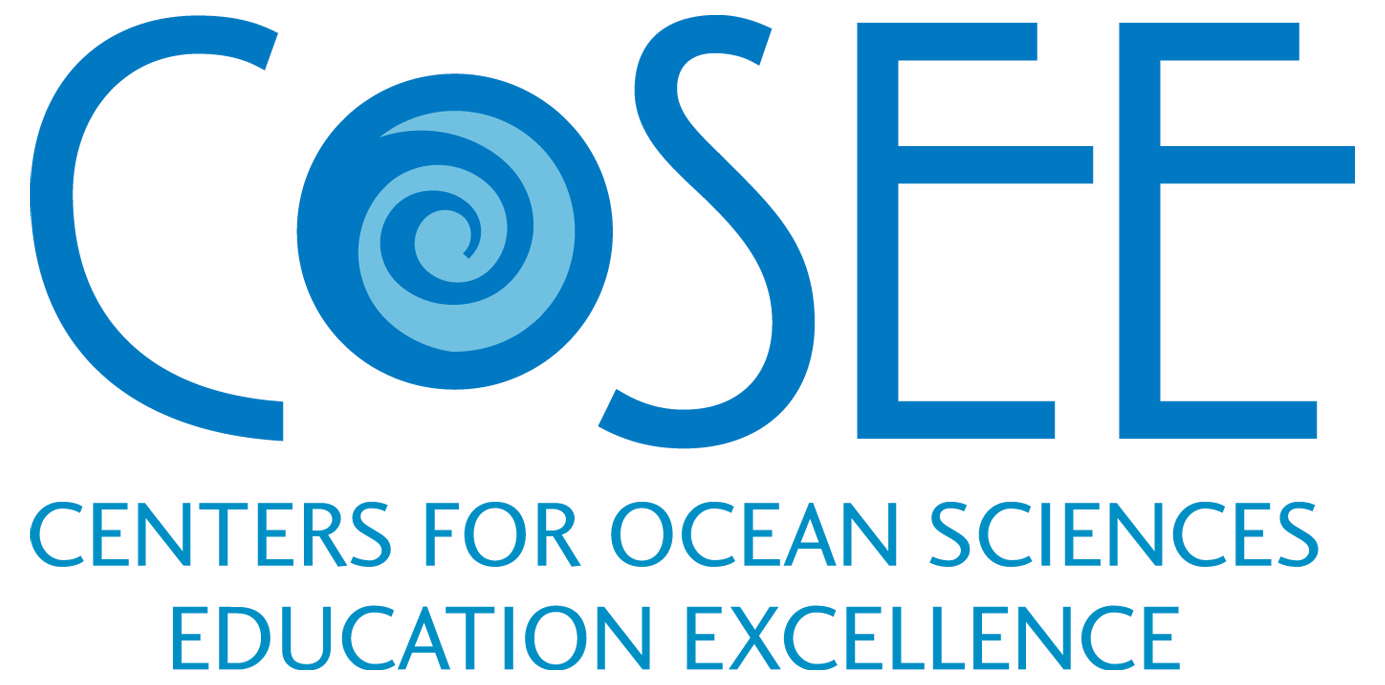 CoSEE
CENTERS FOR OCEAN SCIENCES
EDUCATION EXCELLENCE